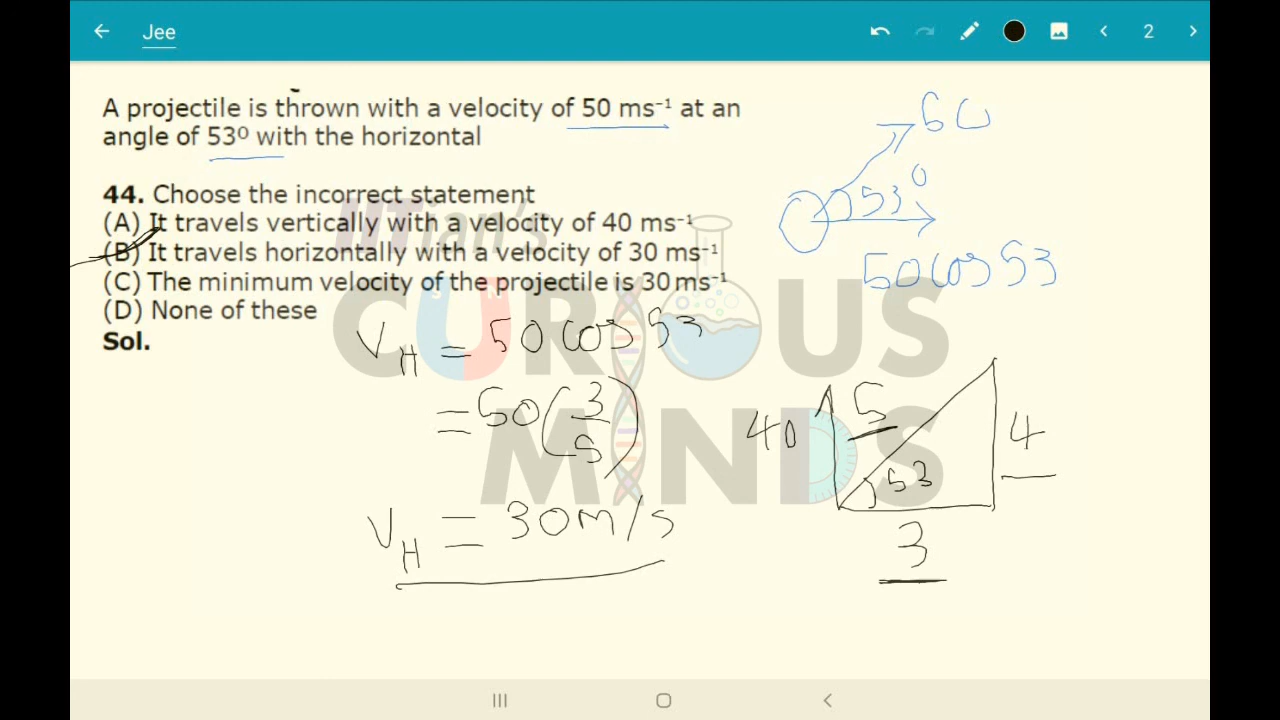 Jee
2
A projectile is thrown with a velocity of 50 ms⁻¹ at an
angle of 53⁰ with the horizontal
44. Choose the incorrect statement
(A) It travels vertically with a velocity of 40 ms⁻¹
(B) It travels horizontally with a velocity of 30 ms⁻¹
(C) The minimum velocity of the projectile is 30 ms⁻¹
(D) None of these
Sol.
60
53⁰
50 cos 53
V_H = 50 cos 53
= 50 (3/5)
V_H = 30 m/s
40
5
4
53
3
IITian's
CURIOUS
MINDS
S N